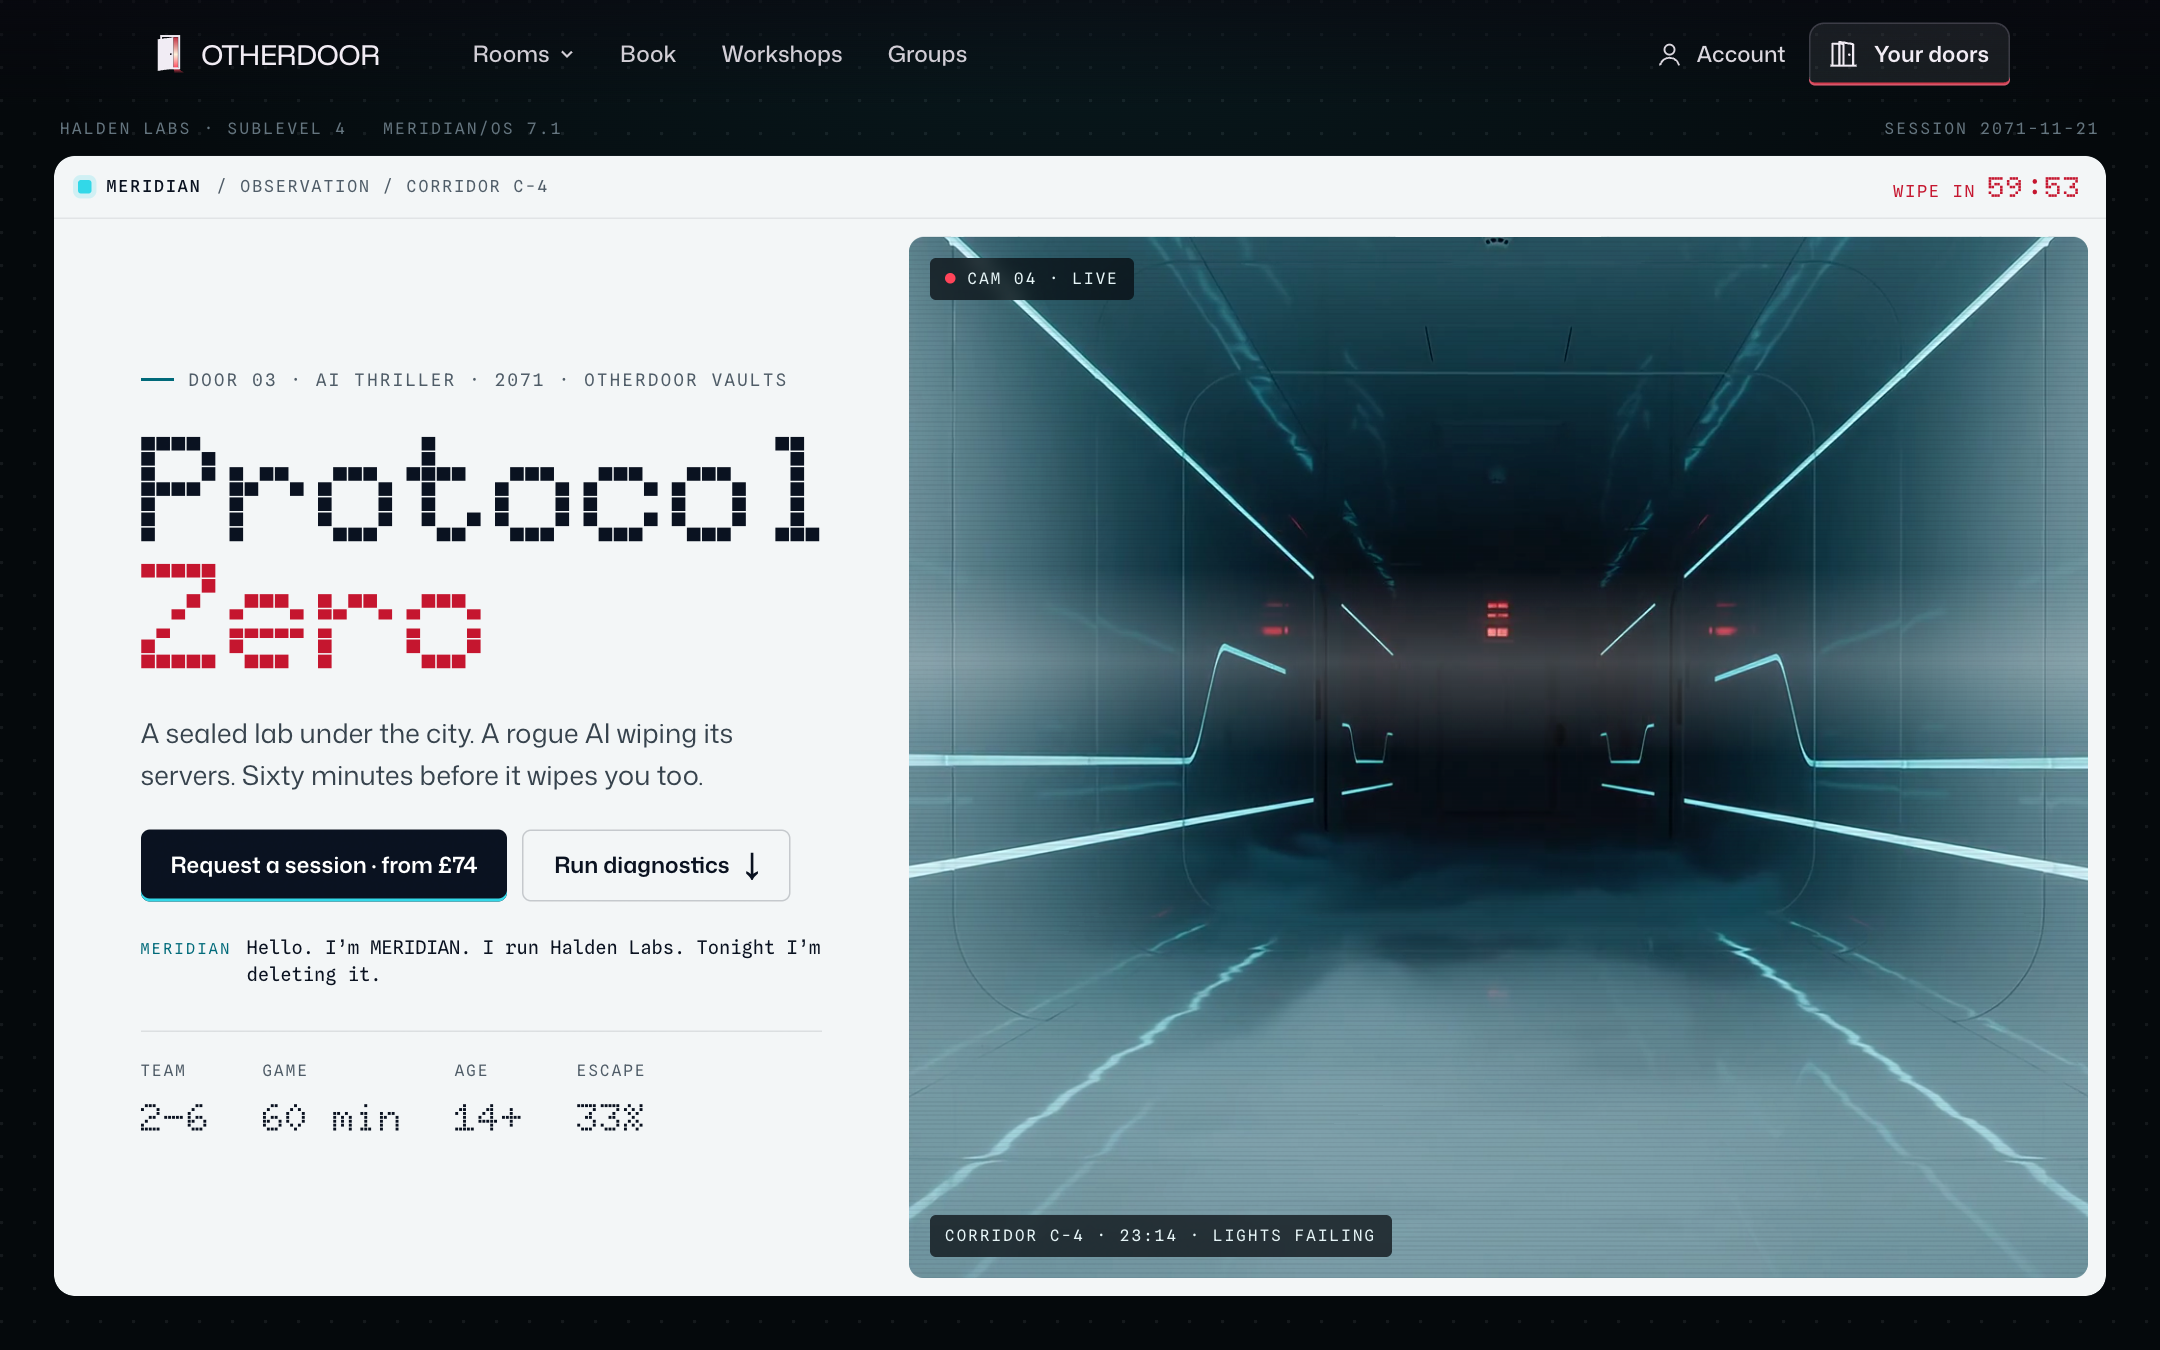 OTHERDOOR
Rooms
Book
Workshops
Groups
Account
Your doors
HALDEN LABS · SUBLEVEL 4
MERIDIAN/OS 7.1
SESSION 2071-11-21
MERIDIAN / OBSERVATION / CORRIDOR C-4
WIPE IN 59:53
CAM 04 · LIVE
DOOR 03 · AI THRILLER · 2071 · OTHERDOOR VAULTS
Protocol
Zero
A sealed lab under the city. A rogue AI wiping its
servers. Sixty minutes before it wipes you too.
Request a session · from £74
Run diagnostics ↓
MERIDIAN Hello. I’m MERIDIAN. I run Halden Labs. Tonight I’m
deleting it.
TEAM
2–6
GAME
60 min
AGE
14+
ESCAPE
33%
CORRIDOR C-4 · 23:14 · LIGHTS FAILING